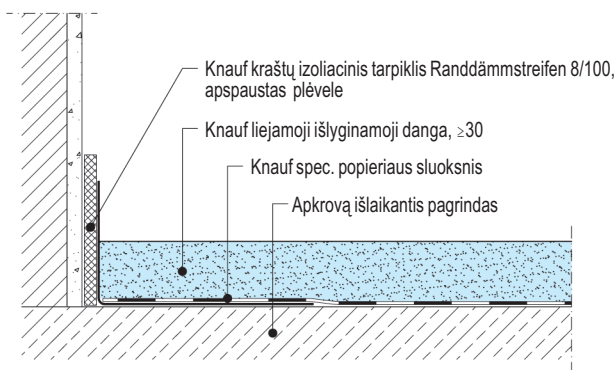 Knauf kraštų izoliacinis tarpiklis Randdämmstreifen 8/100,
apspaustas plėvele
Knauf liejamoji išlyginamoji danga, ≥30
Knauf spec. popieriaus sluoksnis
Apkrovą išlaikantis pagrindas